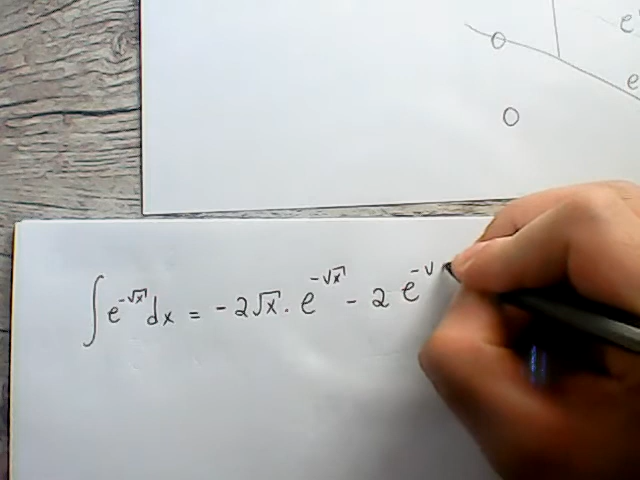 e
e
∫ e^{-√x} dx = -2√x · e^{-√x} - 2 e^{-√